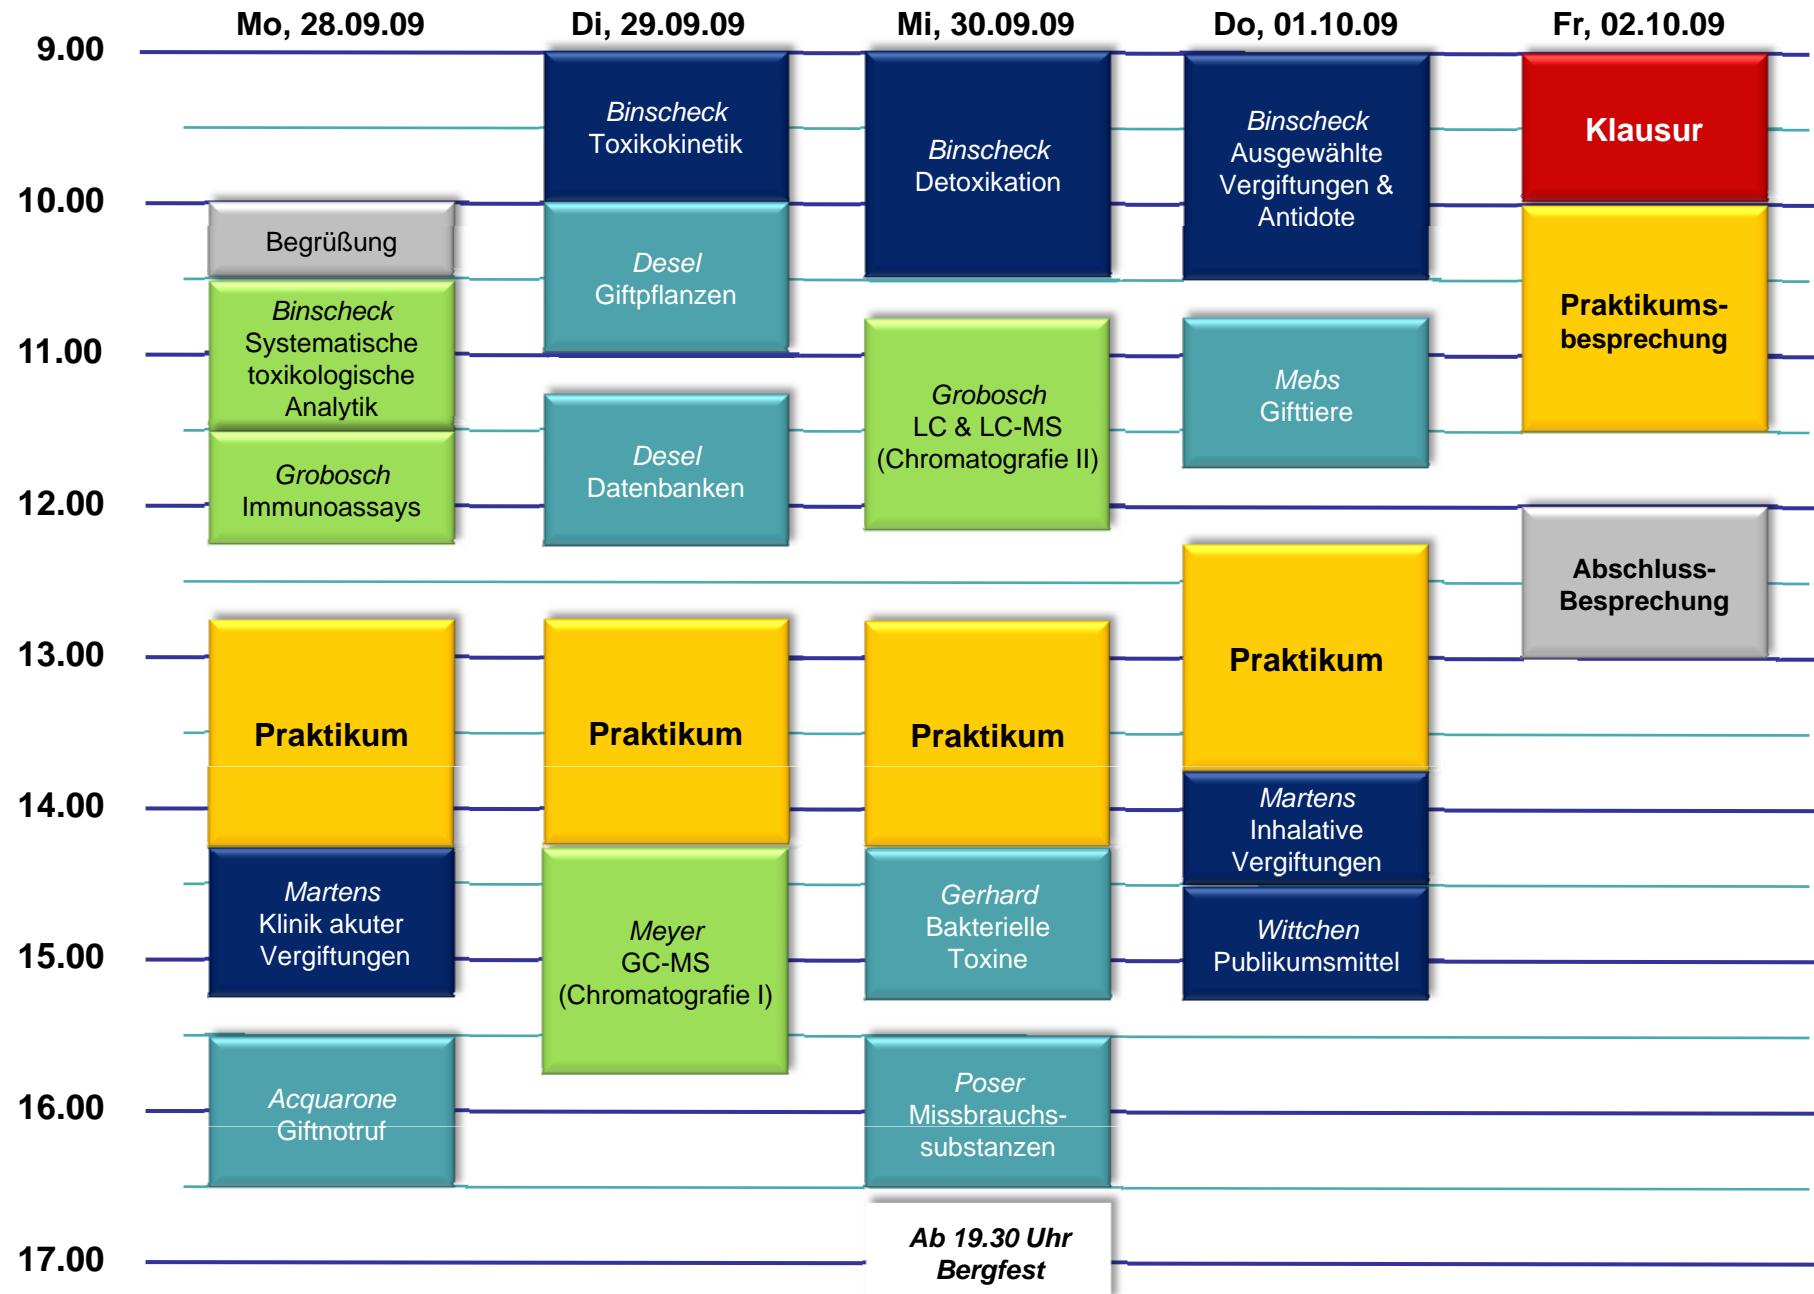 Mo, 28.09.09
Di, 29.09.09
Mi, 30.09.09
Do, 01.10.09
Fr, 02.10.09
9.00
10.00
11.00
12.00
13.00
14.00
15.00
16.00
17.00
Begrüßung
Binscheck
Systematische
toxikologische
Analytik
Grobosch
Immunoassays
Praktikum
Martens
Klinik akuter
Vergiftungen
Acquarone
Giftnotruf
Binscheck
Toxikokinetik
Desel
Giftpflanzen
Desel
Datenbanken
Praktikum
Meyer
GC-MS
(Chromatografie I)
Binscheck
Detoxikation
Grobosch
LC & LC-MS
(Chromatografie II)
Praktikum
Gerhard
Bakterielle
Toxine
Poser
Missbrauchs-
substanzen
Ab 19.30 Uhr
Bergfest
Binscheck
Ausgewählte
Vergiftungen &
Antidote
Mebs
Gifttiere
Praktikum
Martens
Inhalative
Vergiftungen
Wittchen
Publikumsmittel
Klausur
Praktikums-
besprechung
Abschluss-
Besprechung